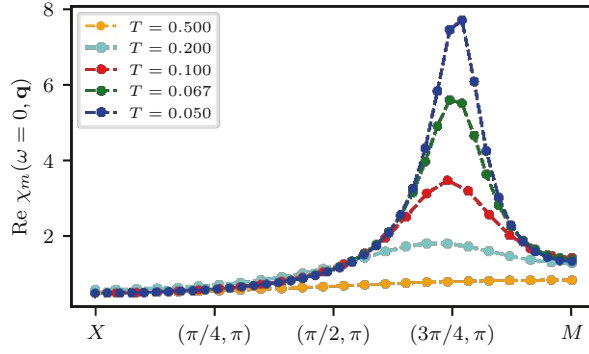 8
6
4
2
Re χₘ(ω = 0, q)
T = 0.500
T = 0.200
T = 0.100
T = 0.067
T = 0.050
X
(π/4, π)
(π/2, π)
(3π/4, π)
M